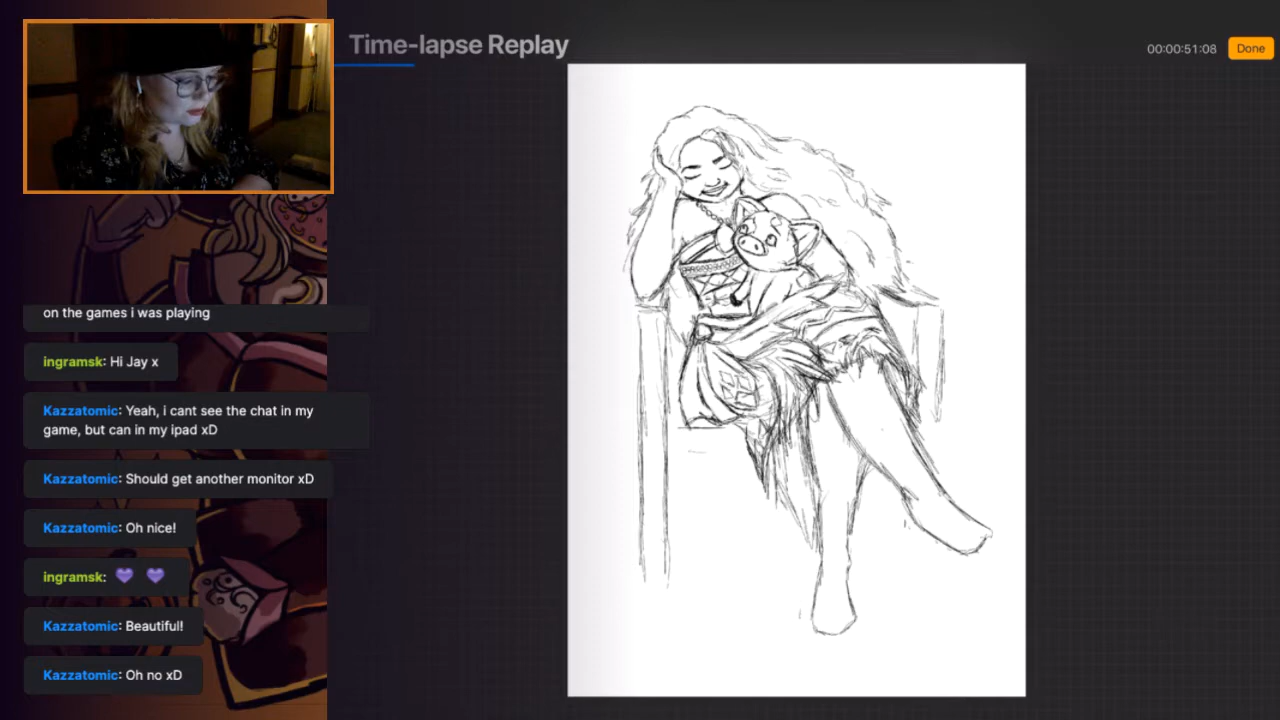 Time-lapse Replay
00:00:51:08
Done
on the games i was playing
ingramsk: Hi Jay x
Kazzatomic: Yeah, i cant see the chat in my
game, but can in my ipad xD
Kazzatomic: Should get another monitor xD
Kazzatomic: Oh nice!
ingramsk: 💜 💜
Kazzatomic: Beautiful!
Kazzatomic: Oh no xD